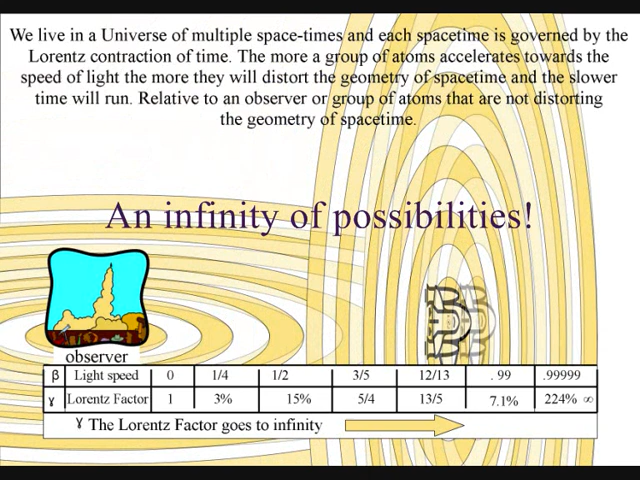 We live in a Universe of multiple space-times and each spacetime is governed by the
Lorentz contraction of time. The more a group of atoms accelerates towards the
speed of light the more they will distort the geometry of spacetime and the slower
time will run. Relative to an observer or group of atoms that are not distorting
the geometry of spacetime.
An infinity of possibilities!
observer
β Light speed 0 1/4 1/2 3/5 12/13 . 99 .99999
γ Lorentz Factor 1 3% 15% 5/4 13/5 7.1% 224% ∞
γ The Lorentz Factor goes to infinity